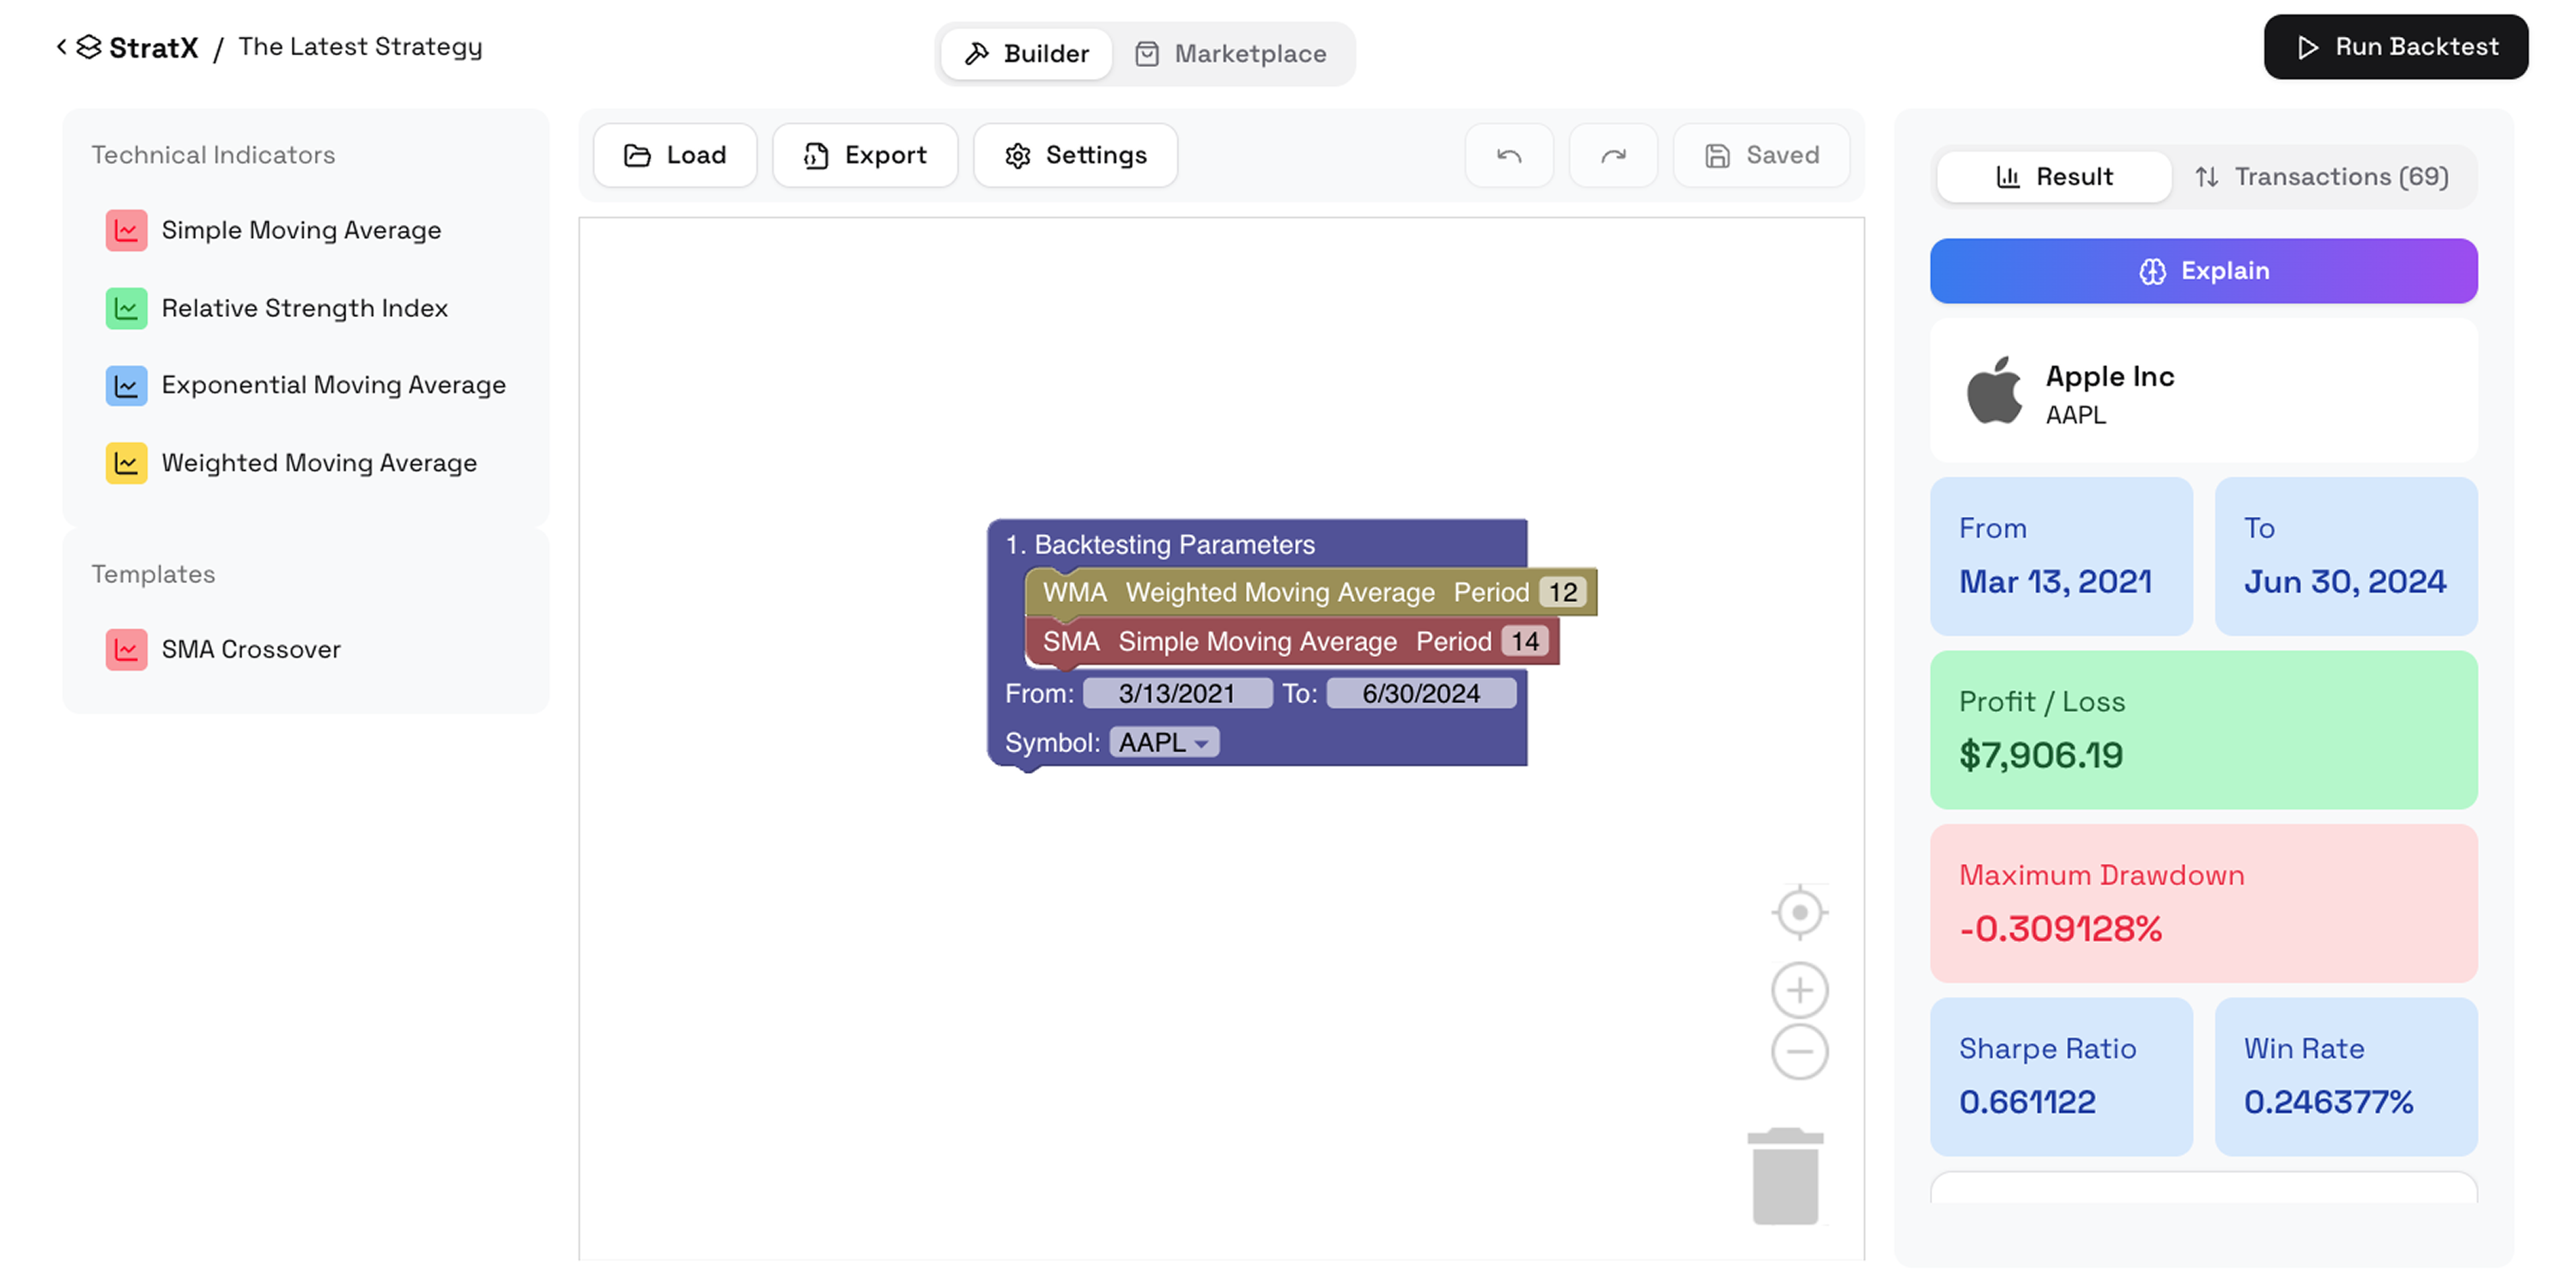 StratX / The Latest Strategy
Builder
Marketplace
Run Backtest
Technical Indicators
Simple Moving Average
Relative Strength Index
Exponential Moving Average
Weighted Moving Average
Templates
SMA Crossover
Load
Export
Settings
Saved
1. Backtesting Parameters
WMA Weighted Moving Average Period 12
SMA Simple Moving Average Period 14
From: 3/13/2021 To: 6/30/2024
Symbol: AAPL
Result
Transactions (69)
Explain
Apple Inc
AAPL
From
Mar 13, 2021
To
Jun 30, 2024
Profit / Loss
$7,906.19
Maximum Drawdown
-0.309128%
Sharpe Ratio
0.661122
Win Rate
0.246377%